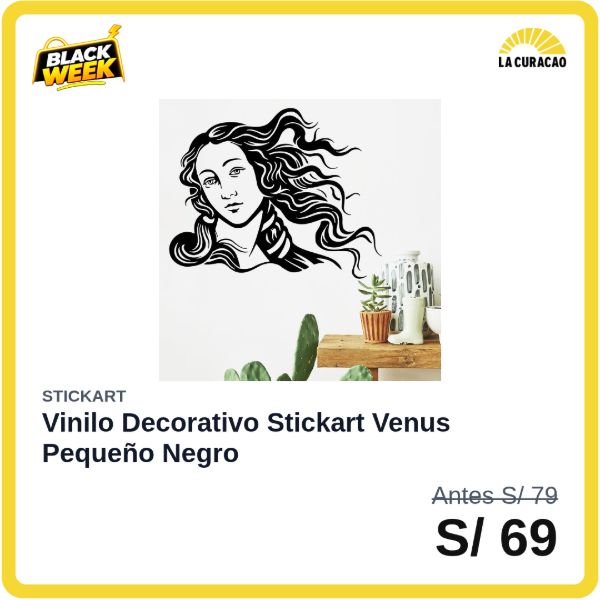 BLACK
WEEK
LA CURACAO
STICKART
Vinilo Decorativo Stickart Venus
Pequeño Negro
Antes S/ 79
S/ 69